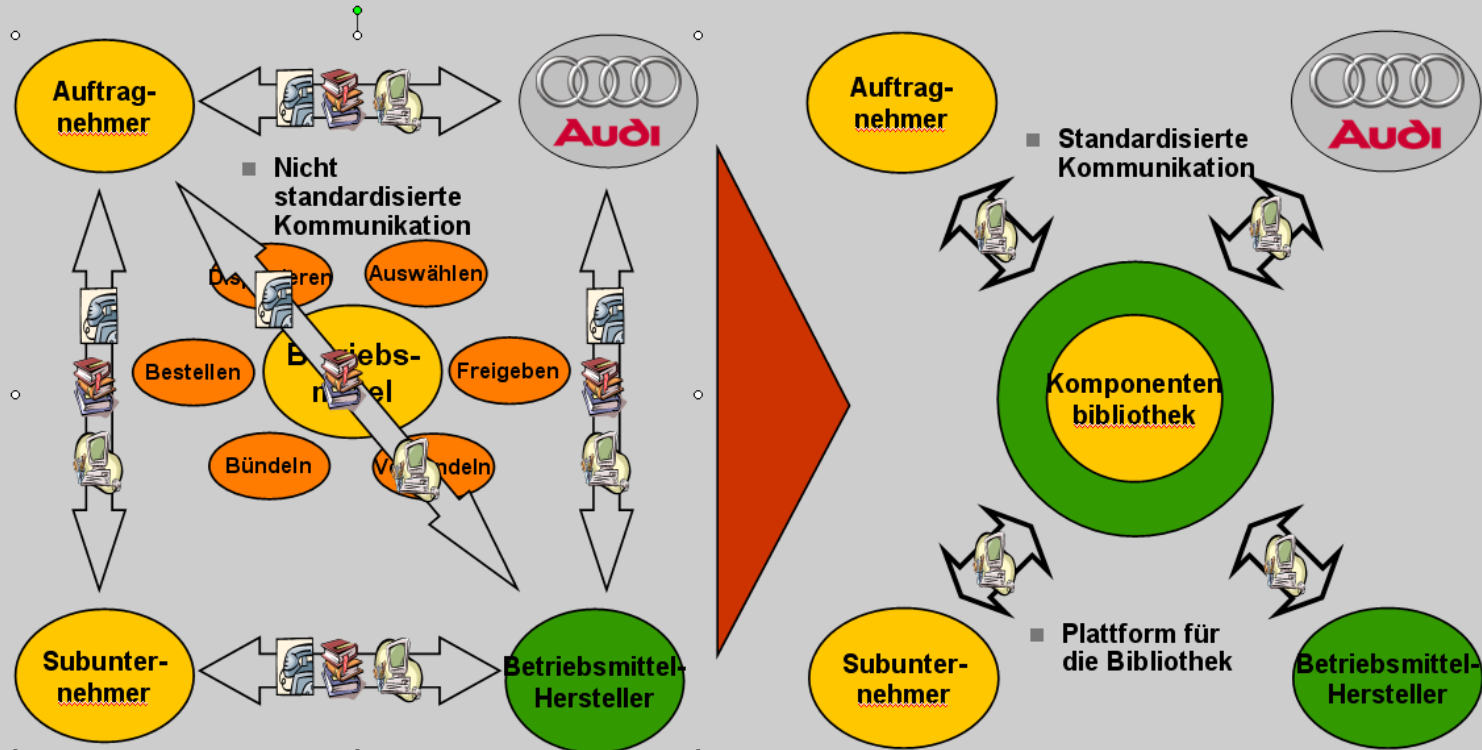 Auftrag-
nehmer
Audi
Nicht
standardisierte
Kommunikation
Auswählen
Bestellen
Freigeben
Bündeln
Subunter-
nehmer
Betriebsmittel-
Hersteller
Auftrag-
nehmer
Audi
Standardisierte
Kommunikation
Komponenten
bibliothek
Plattform für
die Bibliothek
Subunter-
nehmer
Betriebsmittel-
Hersteller